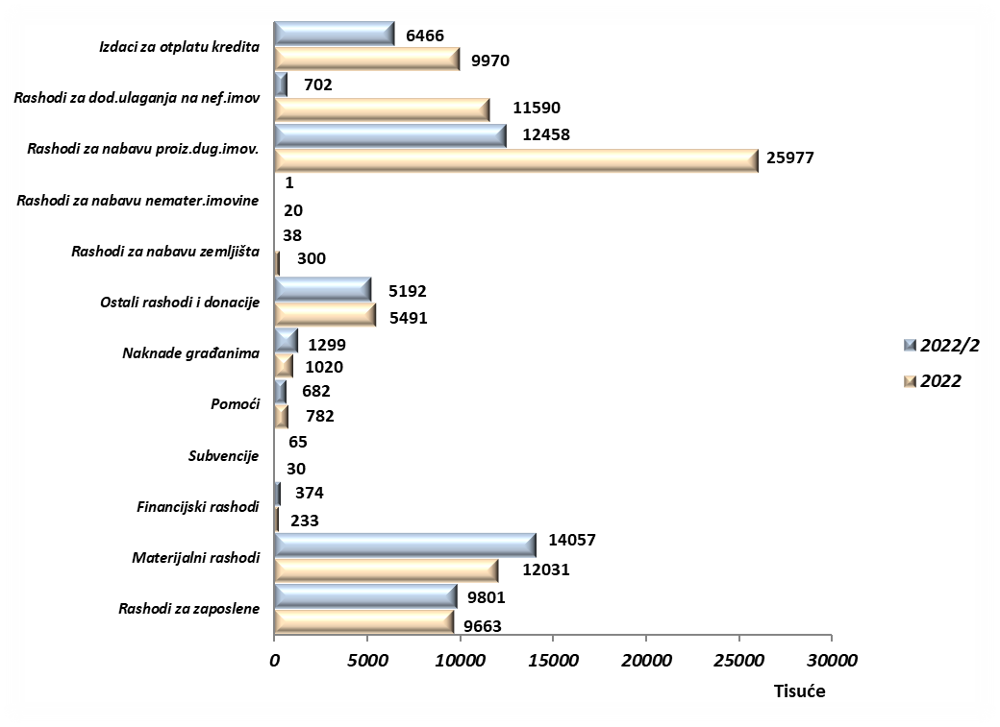 Izdaci za otplatu kredita
6466
9970
Rashodi za dod.ulaganja na nef.imov
702
11590
Rashodi za nabavu proiz.dug.imov.
12458
25977
Rashodi za nabavu nemater.imovine
1
20
Rashodi za nabavu zemljišta
38
300
Ostali rashodi i donacije
5192
5491
Naknade građanima
1299
1020
Pomoći
682
782
Subvencije
65
30
Financijski rashodi
374
233
Materijalni rashodi
14057
12031
Rashodi za zaposlene
9801
9663
0 5000 10000 15000 20000 25000 30000
Tisuće
2022/2
2022